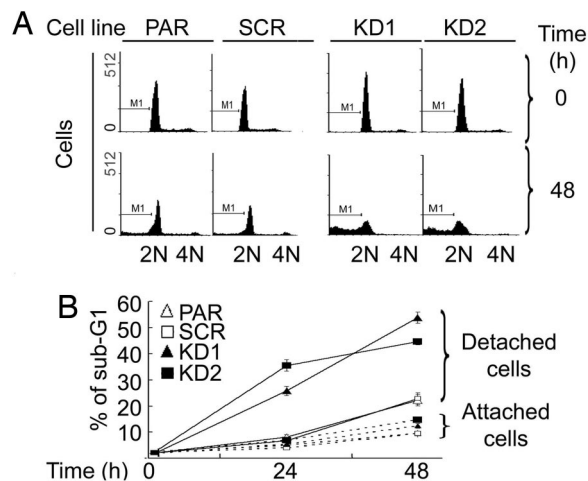 A
Cell line PAR SCR KD1 KD2 Time (h)
512 M1 M1 M1 M1 0
0
Cells
512 M1 M1 M1 M1 48
0
2N 4N 2N 4N 2N 4N 2N 4N
B
% of sub-G1
60
50
40
30
20
10
PAR
SCR
KD1
KD2
Detached cells
Attached cells
Time (h) 0 24 48